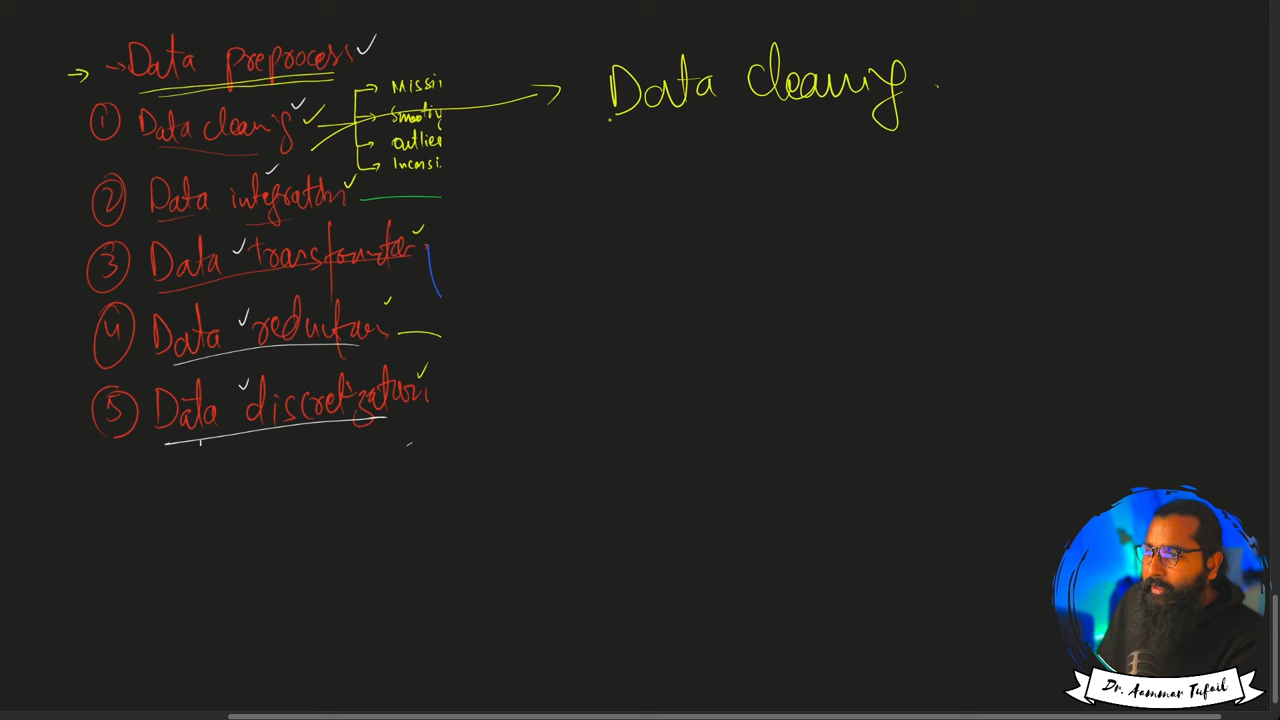 → → Data preprocess ✓
① Data cleaning ✓ ✓
Missi
Smooting
outlier
Inconsi
② Data integration ✓ ✓
③ Data ✓ transformation ✓
④ Data ✓ reduction ✓
⑤ Data ✓ discretization ✓
Data cleaning
Dr. Aammar Tufail